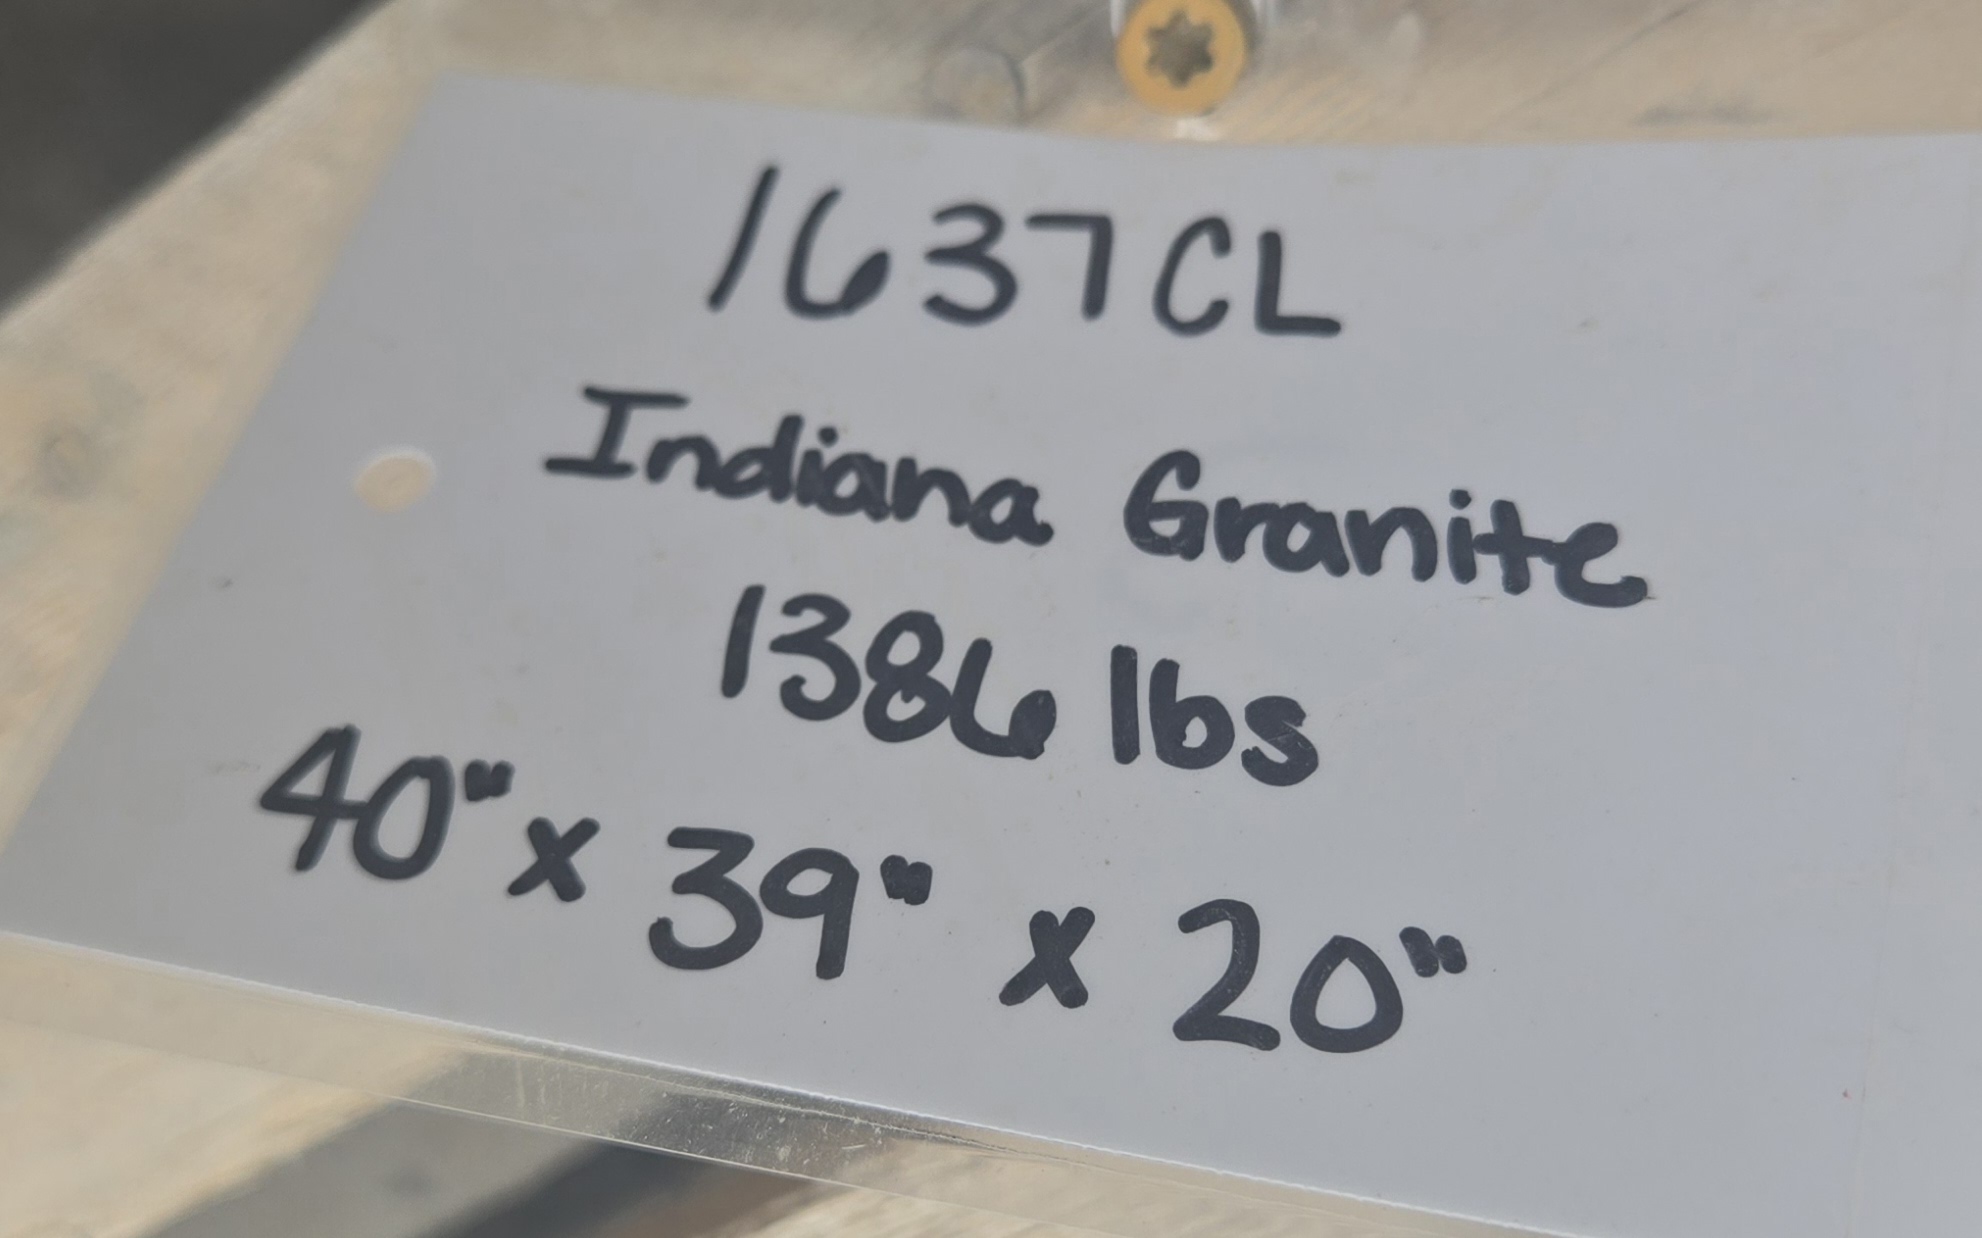 1637CL
Indiana Granite
1386 lbs
40" x 39" x 20"